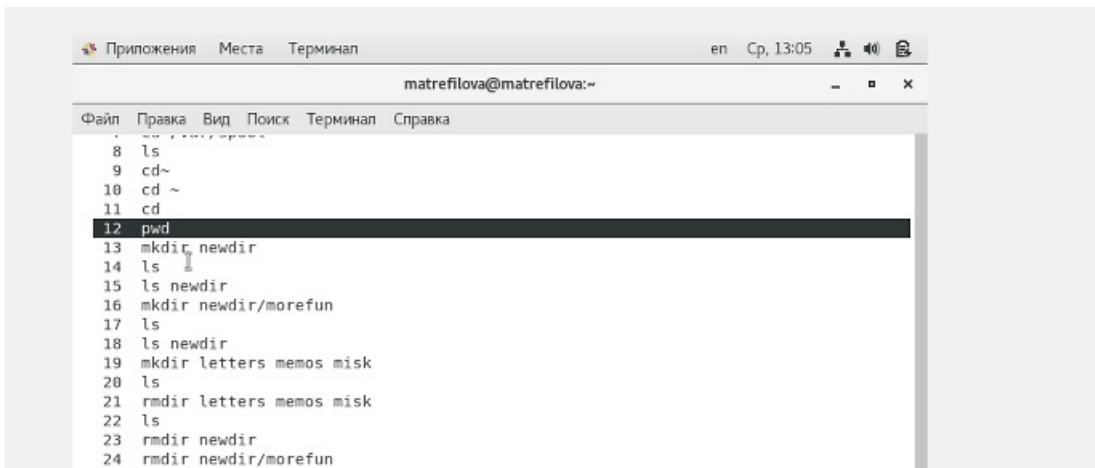 Приложения Места Терминал en Ср, 13:05
matrefilova@matrefilova:~
Файл Правка Вид Поиск Терминал Справка
8 ls
9 cd~
10 cd ~
11 cd
12 pwd
13 mkdir newdir
14 ls
15 ls newdir
16 mkdir newdir/morefun
17 ls
18 ls newdir
19 mkdir letters memos misk
20 ls
21 rmdir letters memos misk
22 ls
23 rmdir newdir
24 rmdir newdir/morefun